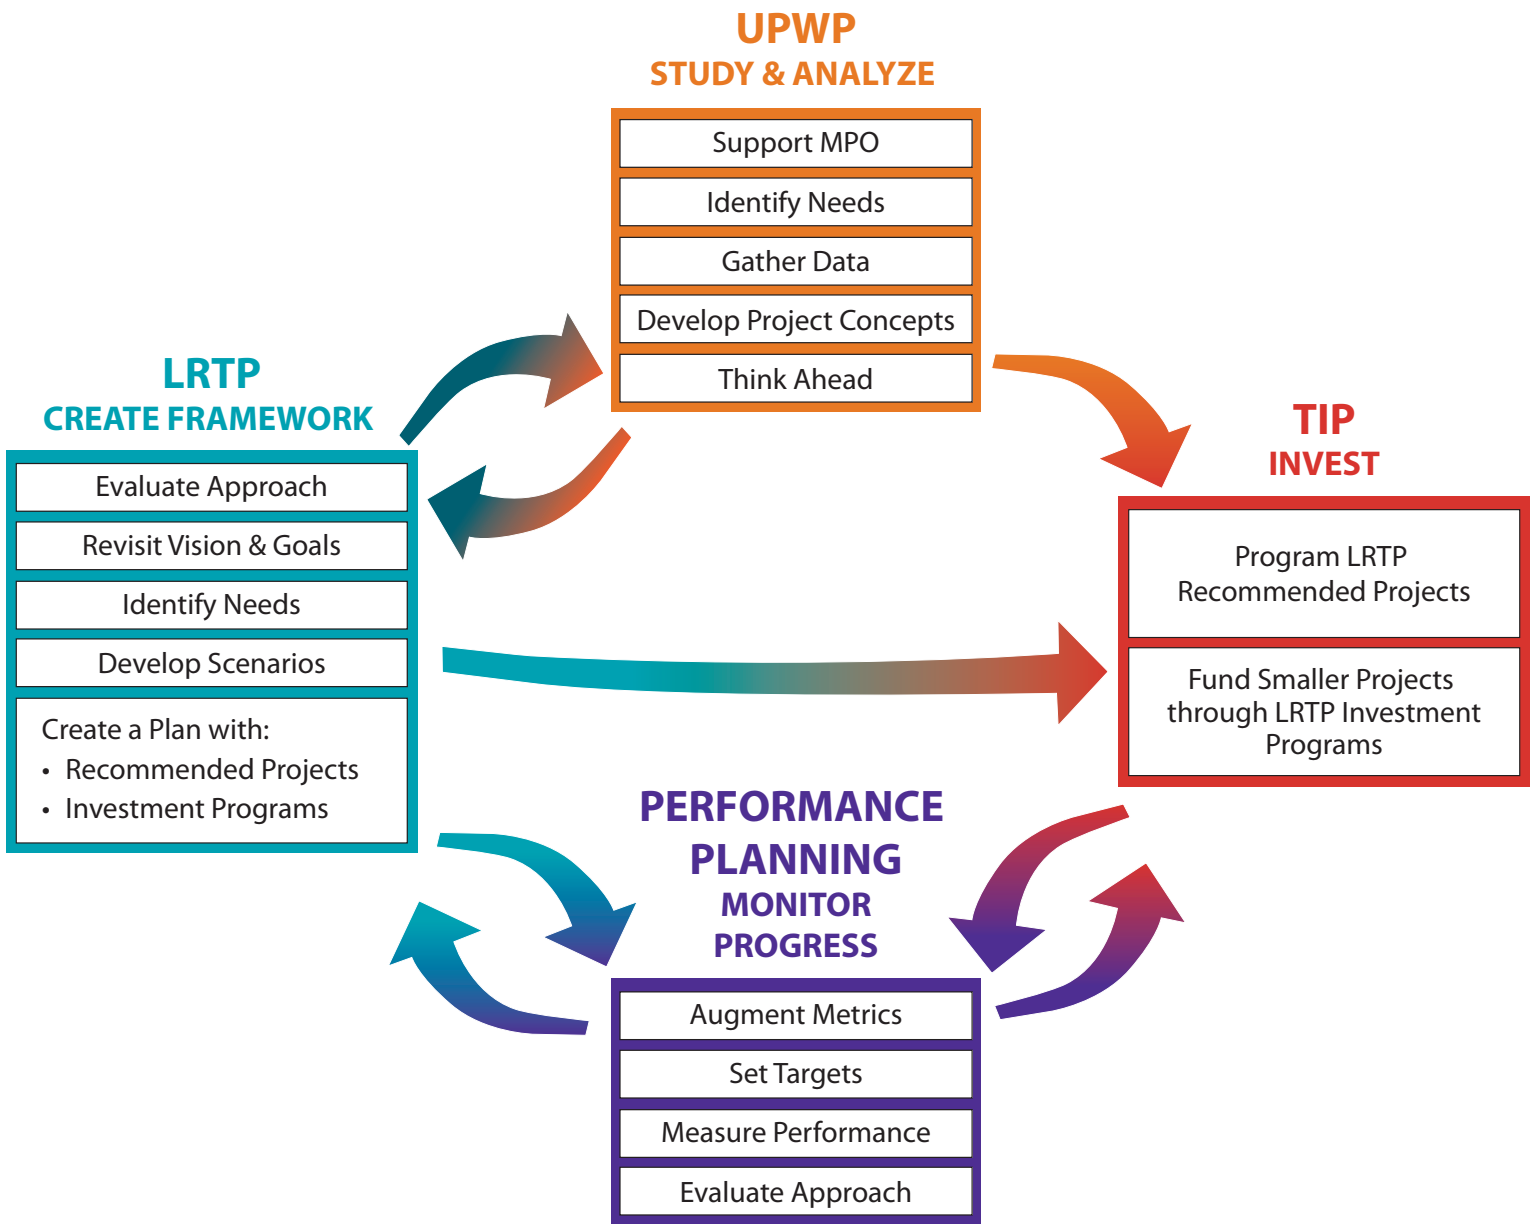 UPWP
STUDY & ANALYZE
Support MPO
Identify Needs
Gather Data
Develop Project Concepts
Think Ahead
LRTP
CREATE FRAMEWORK
Evaluate Approach
Revisit Vision & Goals
Identify Needs
Develop Scenarios
Create a Plan with:
• Recommended Projects
• Investment Programs
TIP
INVEST
Program LRTP
Recommended Projects
Fund Smaller Projects
through LRTP Investment
Programs
PERFORMANCE
PLANNING
MONITOR
PROGRESS
Augment Metrics
Set Targets
Measure Performance
Evaluate Approach